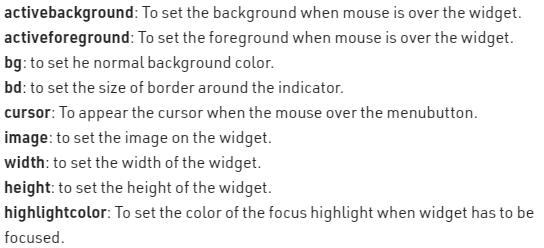 activebackground: To set the background when mouse is over the widget.
activeforeground: To set the foreground when mouse is over the widget.
bg: to set he normal background color.
bd: to set the size of border around the indicator.
cursor: To appear the cursor when the mouse over the menubutton.
image: to set the image on the widget.
width: to set the width of the widget.
height: to set the height of the widget.
highlightcolor: To set the color of the focus highlight when widget has to be
focused.